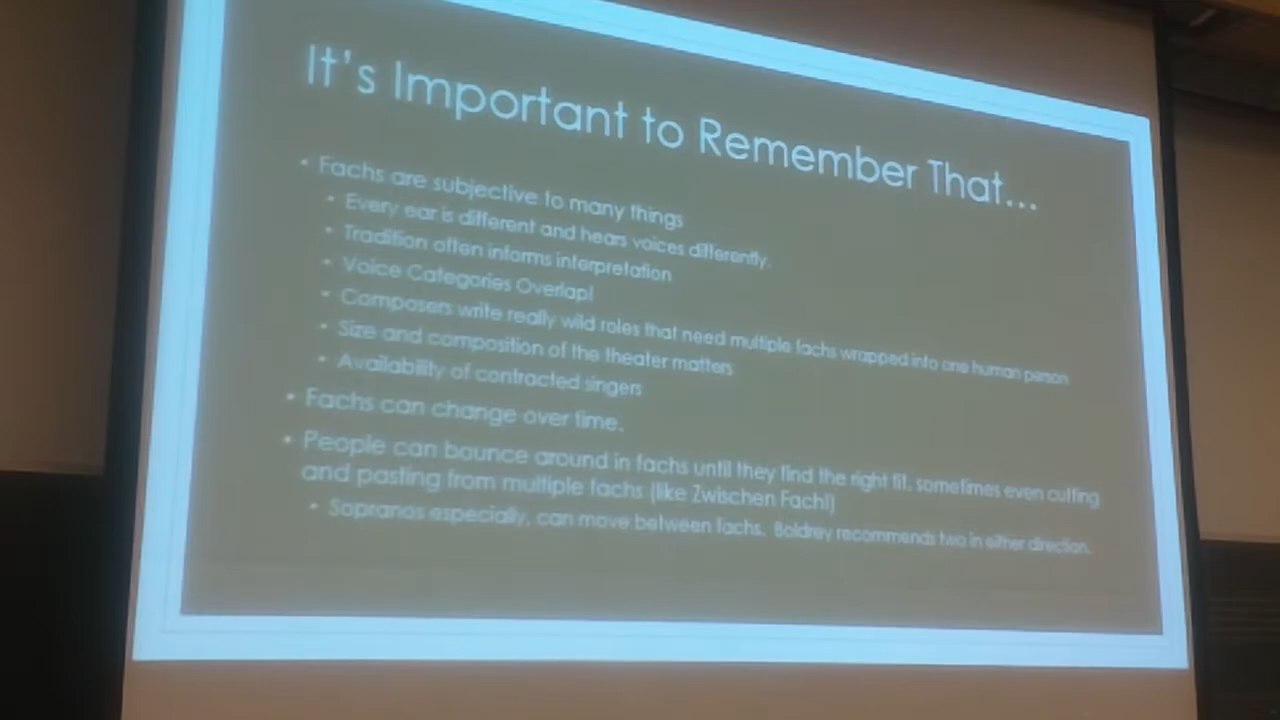 It's Important to Remember That...
• Fachs are subjective to many things
• Every ear is different and hears voices differently.
• Tradition often informs interpretation
• Voice Categories Overlap!
• Composers write really wild roles that need multiple fachs wrapped into one human person
• Size and composition of the theater matters
• Availability of contracted singers
• Fachs can change over time.
• People can bounce around in fachs until they find the right fit, sometimes even cutting
and pasting from multiple fachs (like Zwischen Fach!)
• Sopranos especially, can move between fachs. Boldrey recommends two in either direction.